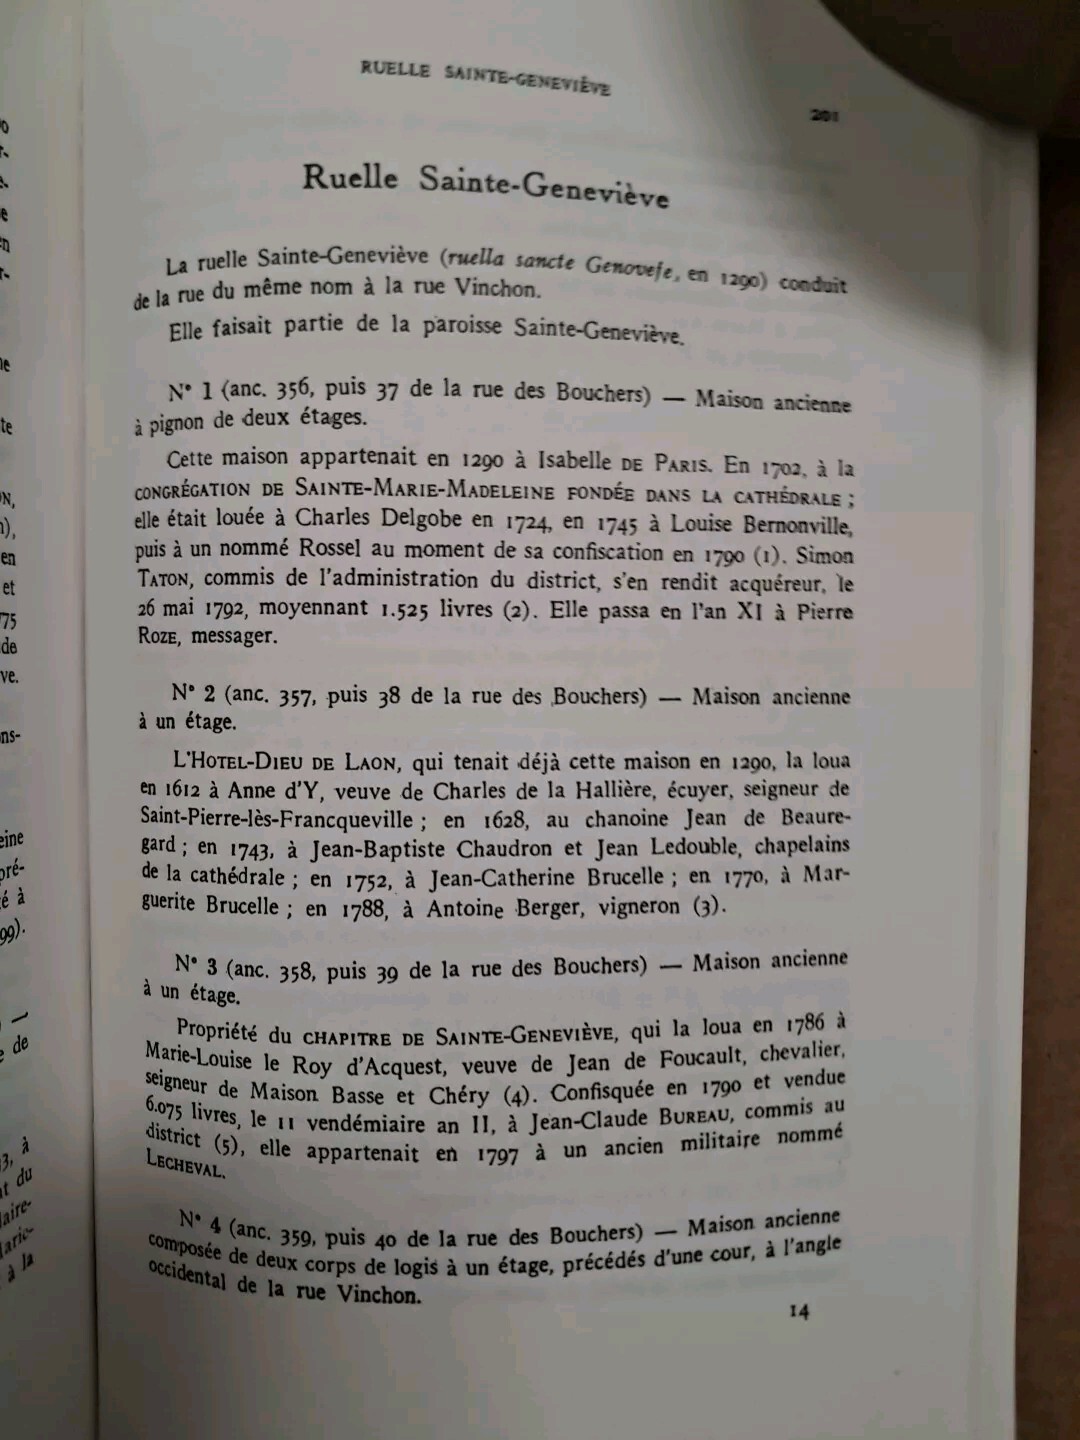 RUELLE SAINTE-GENEVIÈVE
201
Ruelle Sainte-Geneviève
La ruelle Sainte-Geneviève (ruella sancte Genovefe, en 1290) conduit
de la rue du même nom à la rue Vinchon.
Elle faisait partie de la paroisse Sainte-Geneviève.
N° 1 (anc. 356, puis 37 de la rue des Bouchers) — Maison ancienne
à pignon de deux étages.
Cette maison appartenait en 1290 à Isabelle DE PARIS. En 1702, à la
CONGRÉGATION DE SAINTE-MARIE-MADELEINE FONDÉE DANS LA CATHÉDRALE ;
elle était louée à Charles Delgobe en 1724, en 1745 à Louise Bernonville,
puis à un nommé Rossel au moment de sa confiscation en 1790 (1). Simon
TATON, commis de l'administration du district, s'en rendit acquéreur, le
26 mai 1792, moyennant 1.525 livres (2). Elle passa en l'an XI à Pierre
ROZE, messager.
N° 2 (anc. 357, puis 38 de la rue des Bouchers) — Maison ancienne
à un étage.
L'HOTEL-DIEU DE LAON, qui tenait déjà cette maison en 1290, la loua
en 1612 à Anne d'Y, veuve de Charles de la Hallière, écuyer, seigneur de
Saint-Pierre-lès-Francqueville ; en 1628, au chanoine Jean de Beaure-
gard ; en 1743, à Jean-Baptiste Chaudron et Jean Ledouble, chapelains
de la cathédrale ; en 1752, à Jean-Catherine Brucelle ; en 1770, à Mar-
guerite Brucelle ; en 1788, à Antoine Berger, vigneron (3).
N° 3 (anc. 358, puis 39 de la rue des Bouchers) — Maison ancienne
à un étage.
Propriété du CHAPITRE DE SAINTE-GENEVIÈVE, qui la loua en 1786 à
Marie-Louise le Roy d'Acquest, veuve de Jean de Foucault, chevalier,
seigneur de Maison Basse et Chéry (4). Confisquée en 1790 et vendue
6.075 livres, le 11 vendémiaire an II, à Jean-Claude BUREAU, commis au
district (5), elle appartenait en 1797 à un ancien militaire nommé
LECHEVAL.
N° 4 (anc. 359, puis 40 de la rue des Bouchers) — Maison ancienne
composée de deux corps de logis à un étage, précédés d'une cour, à l'angle
occidental de la rue Vinchon.
14